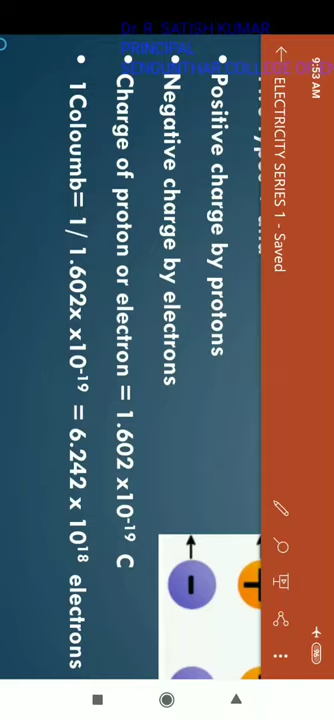 Dr. R. SATISH KUMAR
PRINCIPAL
9:53 AM
96
ELECTRICITY SERIES 1 - Saved
• Positive charge by protons
• Negative charge by electrons
• Charge of proton or electron = 1.602 x10⁻¹⁹ C
• 1Coloumb= 1/ 1.602x x10⁻¹⁹ = 6.242 x 10¹⁸ electrons
+
-